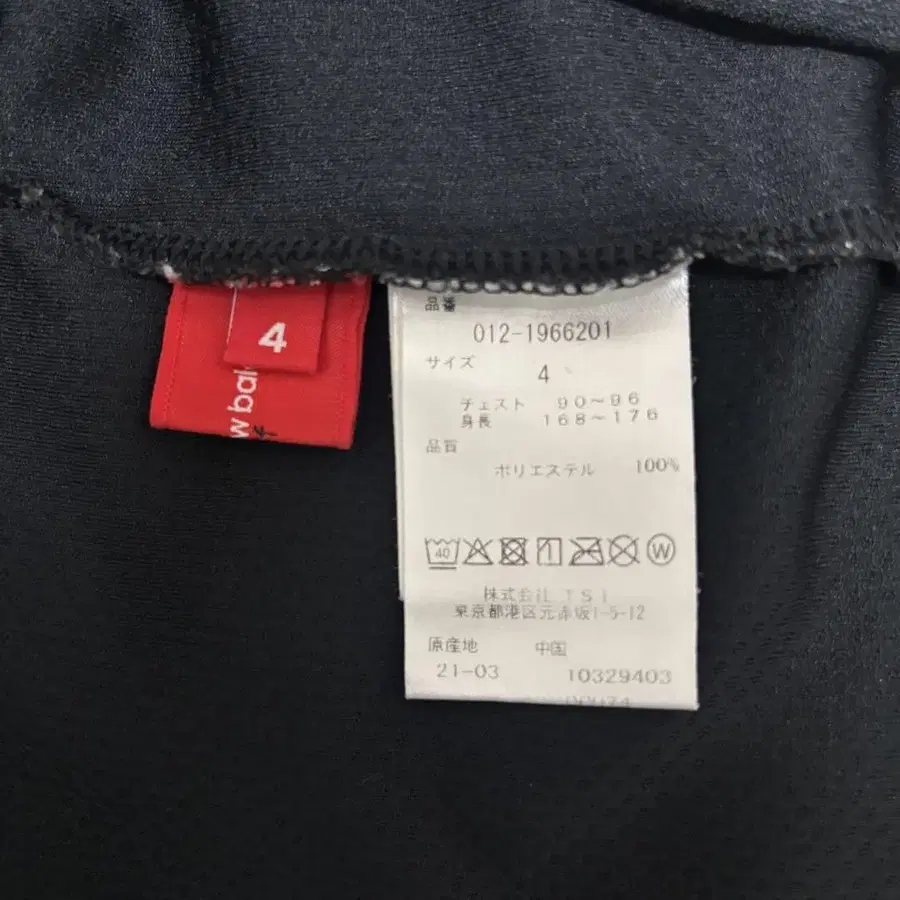 4
w bal
品番
012-1966201
サイズ
4
チェスト 90～96
身長 168～176
品質
ポリエステル 100%
40
W
株式会社 TSI
東京都港区元赤坂1-5-12
原産地 中国
21-03 10329403